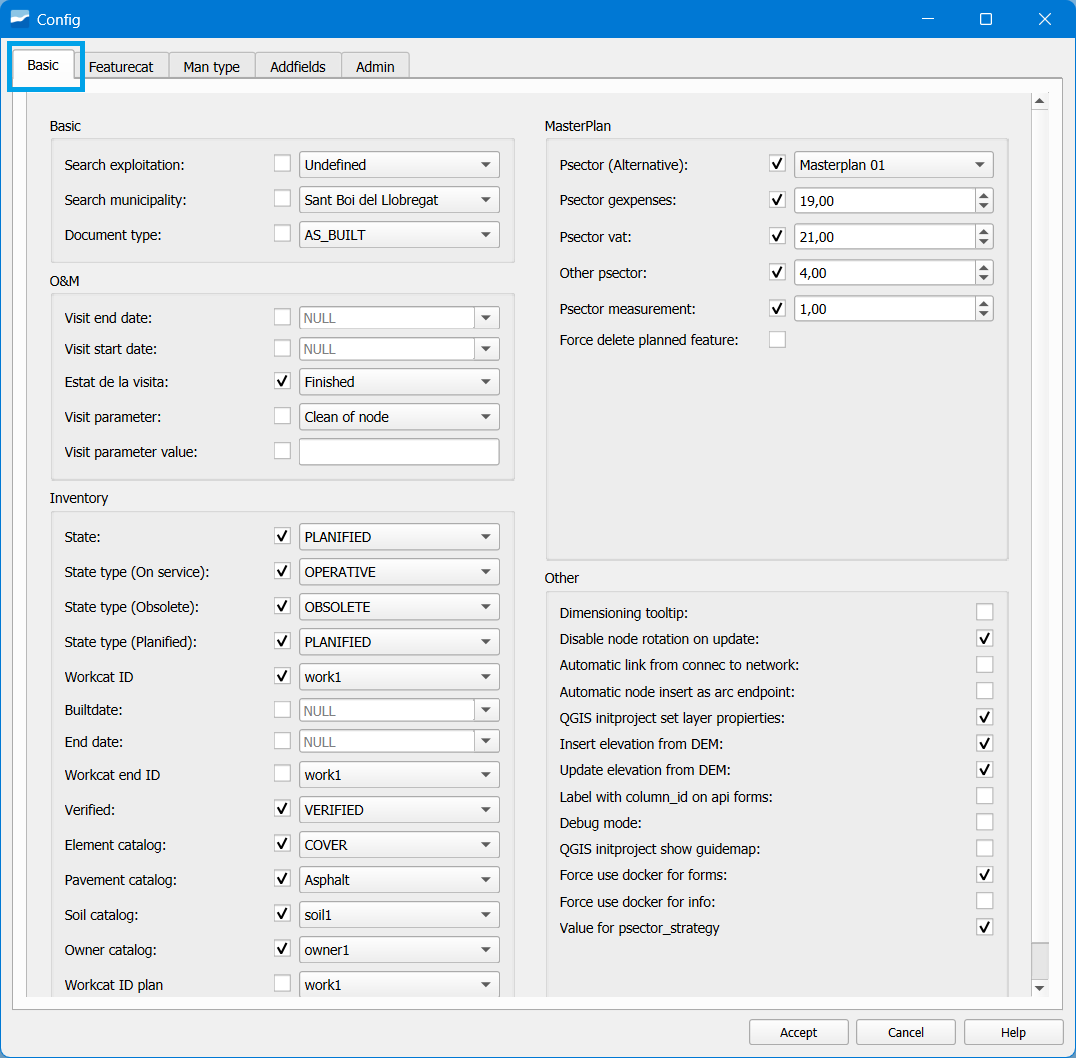 Config
Basic
Featurecat
Man type
Addfields
Admin
Basic
Search exploitation: Undefined
Search municipality: Sant Boi del Llobregat
Document type: AS_BUILT
O&M
Visit end date: NULL
Visit start date: NULL
Estat de la visita: Finished
Visit parameter: Clean of node
Visit parameter value:
Inventory
State: PLANIFIED
State type (On service): OPERATIVE
State type (Obsolete): OBSOLETE
State type (Planified): PLANIFIED
Workcat ID work1
Builtdate: NULL
End date: NULL
Workcat end ID work1
Verified: VERIFIED
Element catalog: COVER
Pavement catalog: Asphalt
Soil catalog: soil1
Owner catalog: owner1
Workcat ID plan work1
MasterPlan
Psector (Alternative): Masterplan 01
Psector gexpenses: 19,00
Psector vat: 21,00
Other psector: 4,00
Psector measurement: 1,00
Force delete planned feature:
Other
Dimensioning tooltip:
Disable node rotation on update:
Automatic link from connec to network:
Automatic node insert as arc endpoint:
QGIS initproject set layer propierties:
Insert elevation from DEM:
Update elevation from DEM:
Label with column_id on api forms:
Debug mode:
QGIS initproject show guidemap:
Force use docker for forms:
Force use docker for info:
Value for psector_strategy
Accept
Cancel
Help